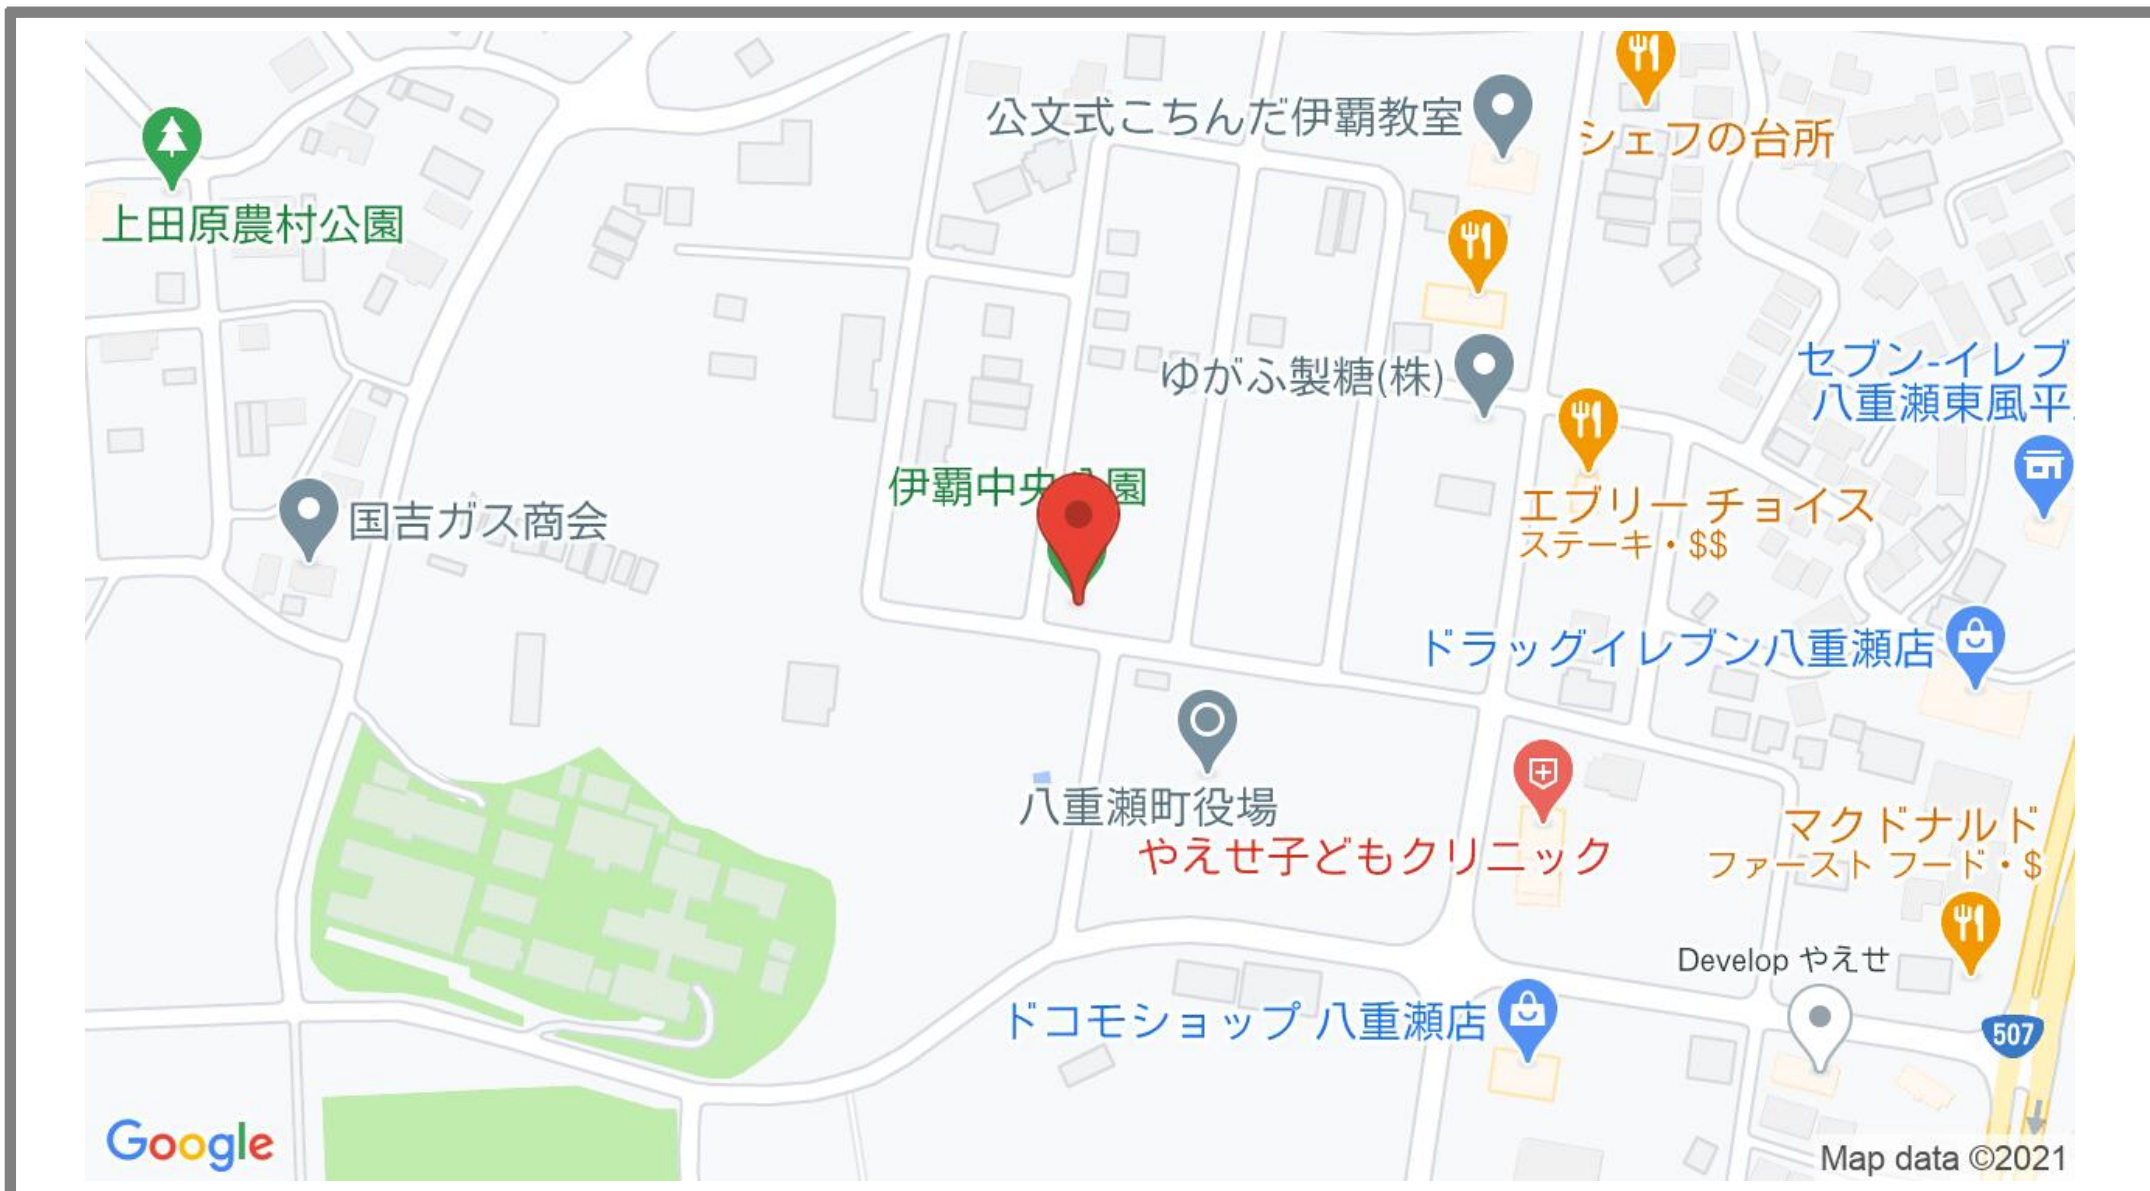 公文式こちんだ伊覇教室
シェフの台所
上田原農村公園
ゆがふ製糖(株)
セブン-イレブ
八重瀬東風平
伊覇中央公園
国吉ガス商会
エブリー チョイス
ステーキ・$$
ドラッグイレブン八重瀬店
八重瀬町役場
やえせ子どもクリニック
マクドナルド
ファースト フード・$
Develop やえせ
ドコモショップ 八重瀬店
507
Google
Map data ©2021